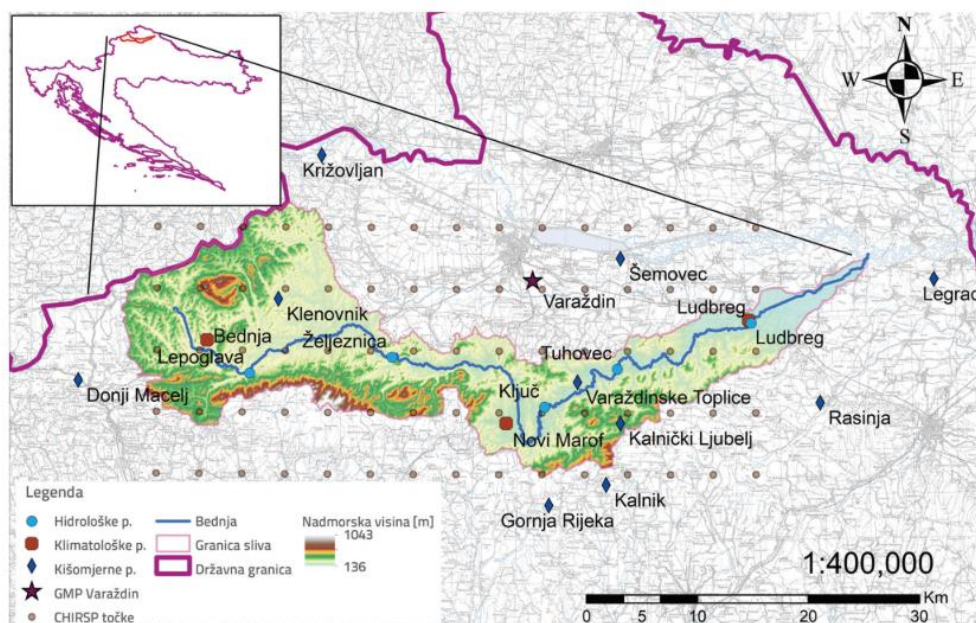 N
W E
S
Križovljan
Šemovec
Varaždin
Legrad
Klenovnik
Ludbreg
Bednja
Željeznica
Ludbreg
Lepoglava
Tuhovec
Donji Macelj
Ključ
Varaždinske Toplice
Rasinja
Novi Marof
Kalnički Ljubelj
Kalnik
Gornja Rijeka
Legenda
Hidrološke p.
Klimatološke p.
Kišomjerne p.
GMP Varaždin
CHIRSP točke
Bednja
Granica sliva
Državna granica
Nadmorska visina [m]
1043
136
1:400,000
Km
0 5 10 20 30